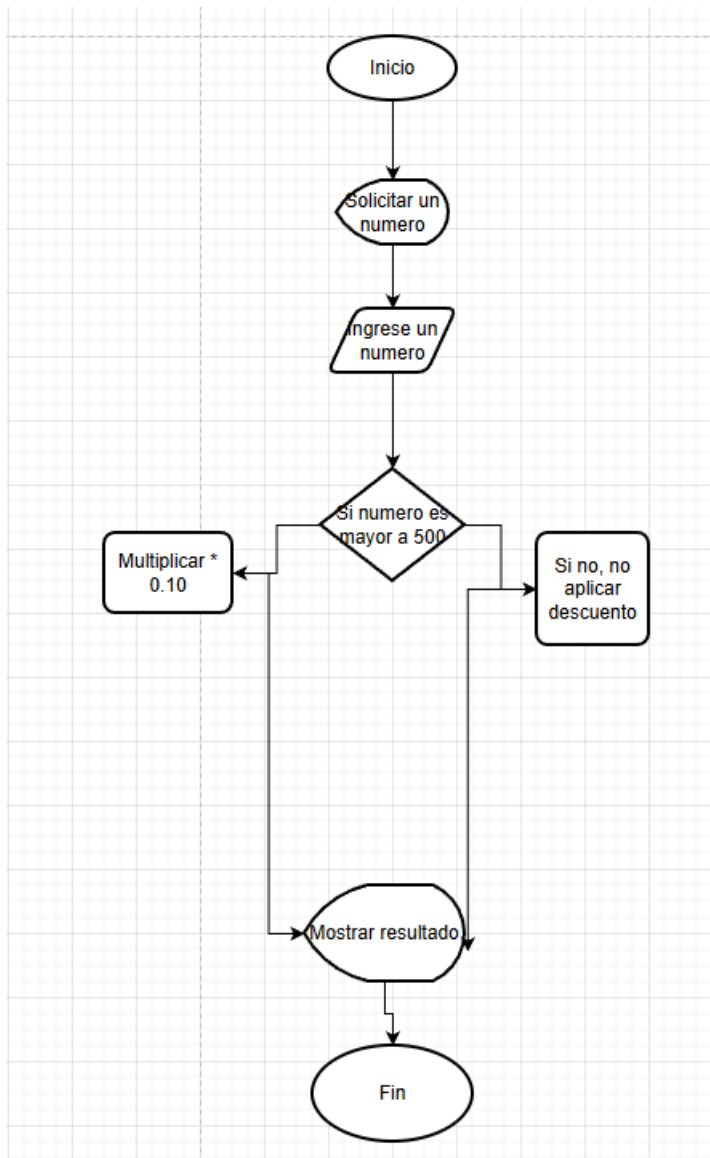 Inicio
Solicitar un
numero
Ingrese un
numero
Si numero es
mayor a 500
Multiplicar *
0.10
Si no, no
aplicar
descuento
Mostrar resultado
Fin